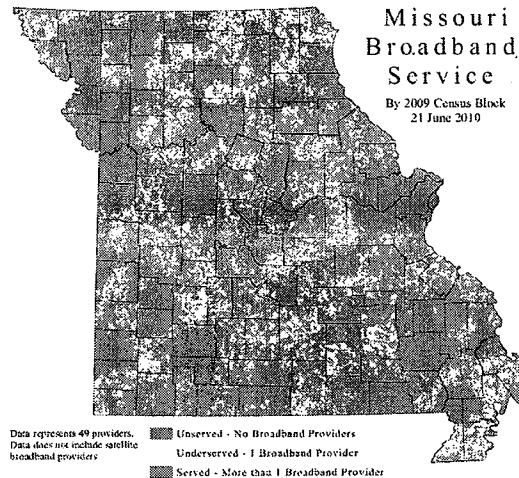 Missouri
Broadband
Service
By 2009 Census Block
21 June 2010
Data represents 49 providers.
Data does not include satellite
broadband providers
Unserved - No Broadband Providers
Underserved - 1 Broadband Provider
Served - More than 1 Broadband Provider